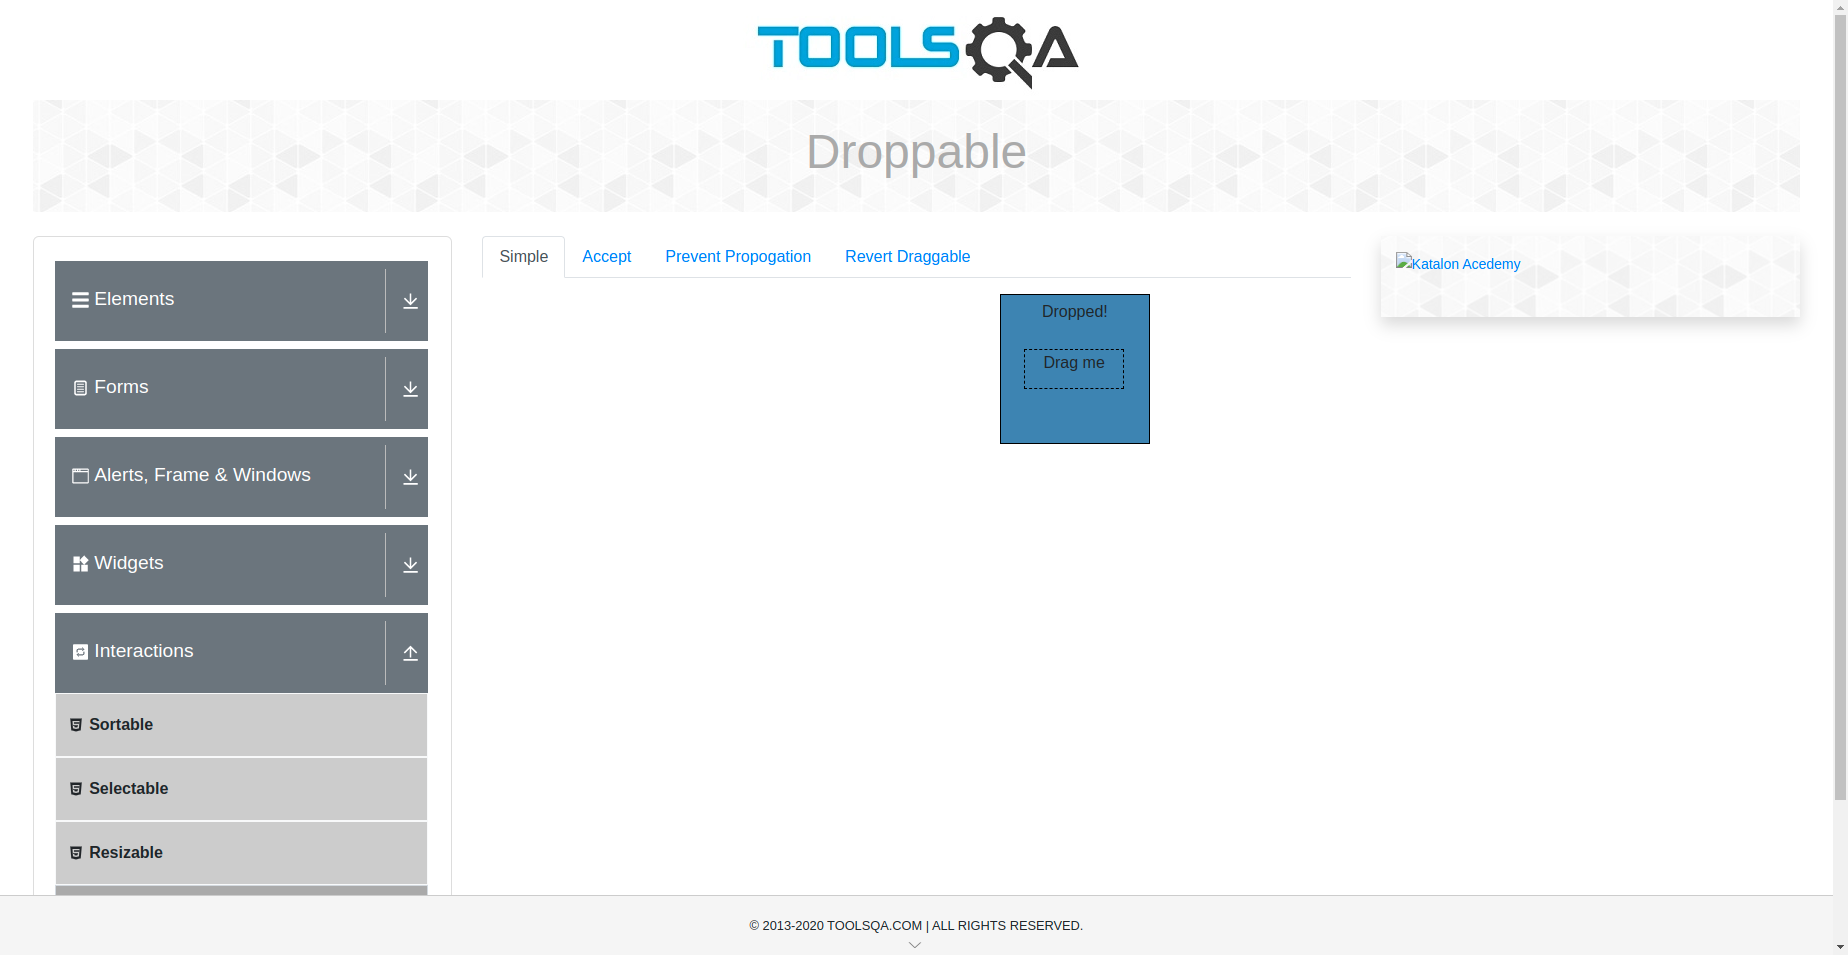 TOOLSQA
Droppable
Elements
Forms
Alerts, Frame & Windows
Widgets
Interactions
Sortable
Selectable
Resizable
Simple
Accept
Prevent Propogation
Revert Draggable
Dropped!
Drag me
Katalon Acedemy
© 2013-2020 TOOLSQA.COM | ALL RIGHTS RESERVED.